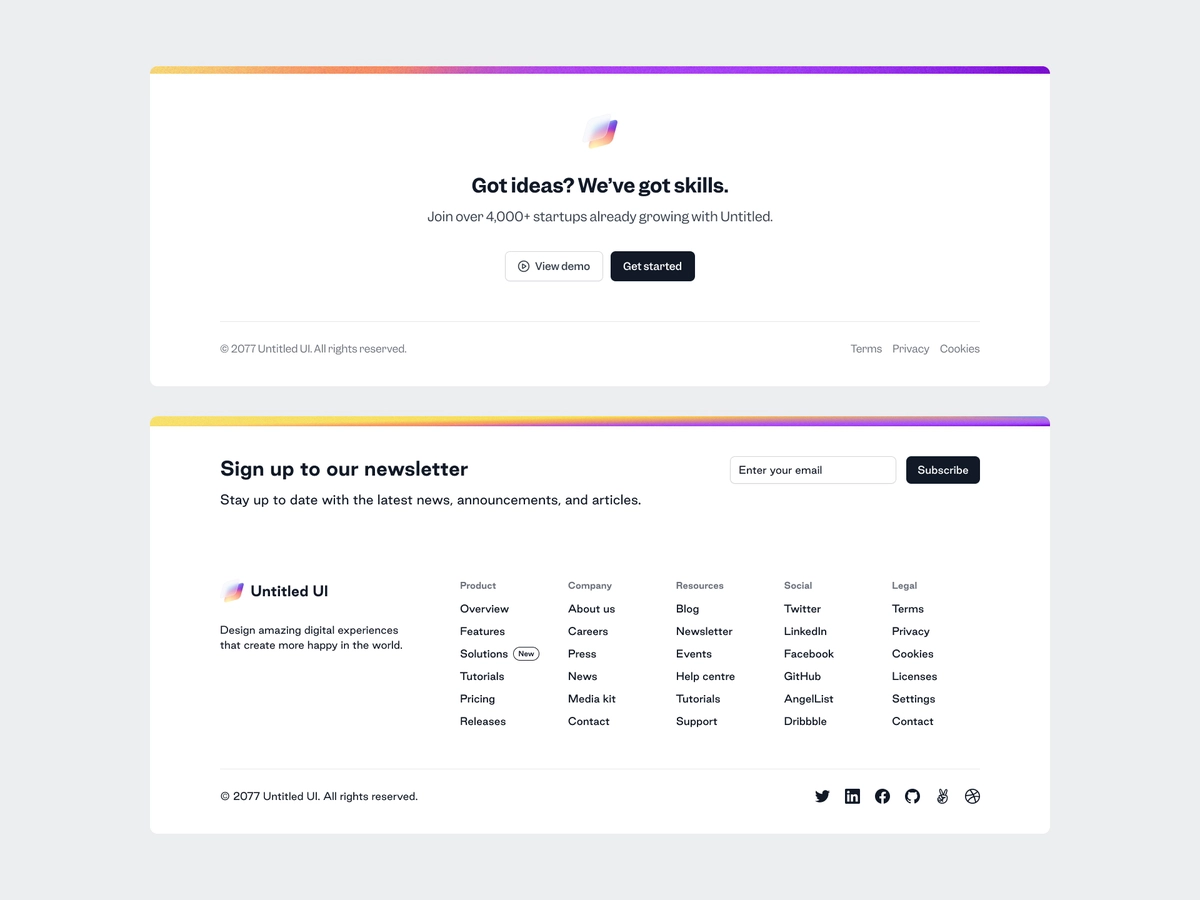 Got ideas? We’ve got skills.
Join over 4,000+ startups already growing with Untitled.
View demo
Get started
© 2077 Untitled UI. All rights reserved.
Terms
Privacy
Cookies
Sign up to our newsletter
Stay up to date with the latest news, announcements, and articles.
Enter your email
Subscribe
Untitled UI
Design amazing digital experiences
that create more happy in the world.
Product
Overview
Features
Solutions New
Tutorials
Pricing
Releases
Company
About us
Careers
Press
News
Media kit
Contact
Resources
Blog
Newsletter
Events
Help centre
Tutorials
Support
Social
Twitter
LinkedIn
Facebook
GitHub
AngelList
Dribbble
Legal
Terms
Privacy
Cookies
Licenses
Settings
Contact
© 2077 Untitled UI. All rights reserved.